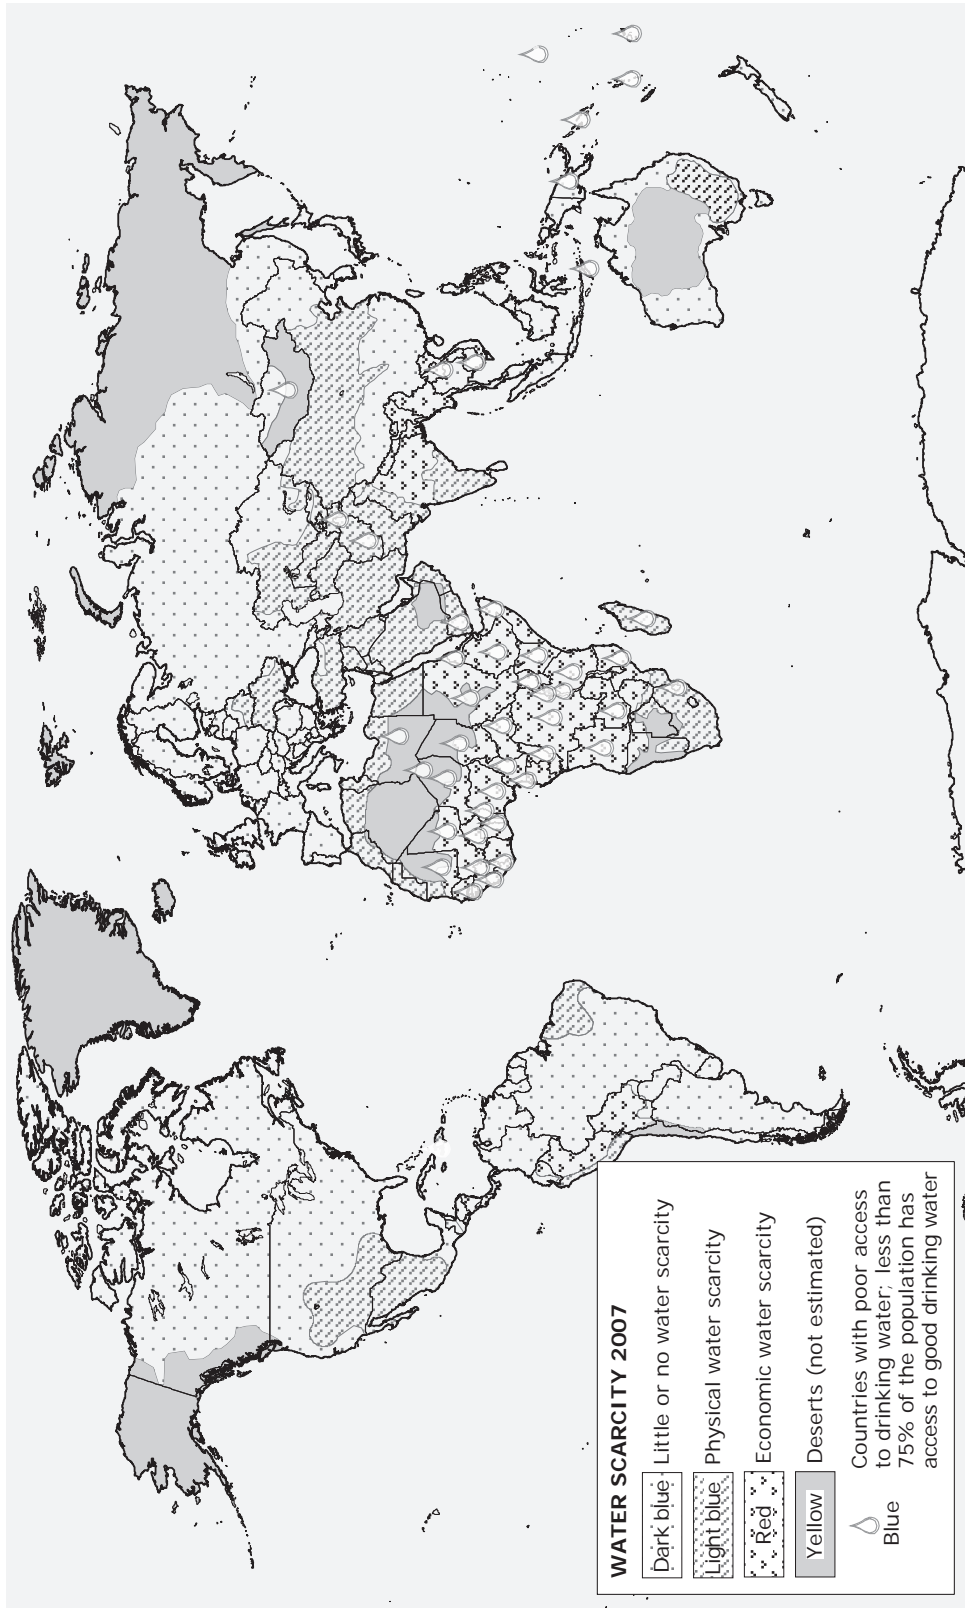 WATER SCARCITY 2007
Dark blue Little or no water scarcity
Light blue Physical water scarcity
Red Economic water scarcity
Yellow Deserts (not estimated)
Blue
Countries with poor access
to drinking water; less than
75% of the population has
access to good drinking water